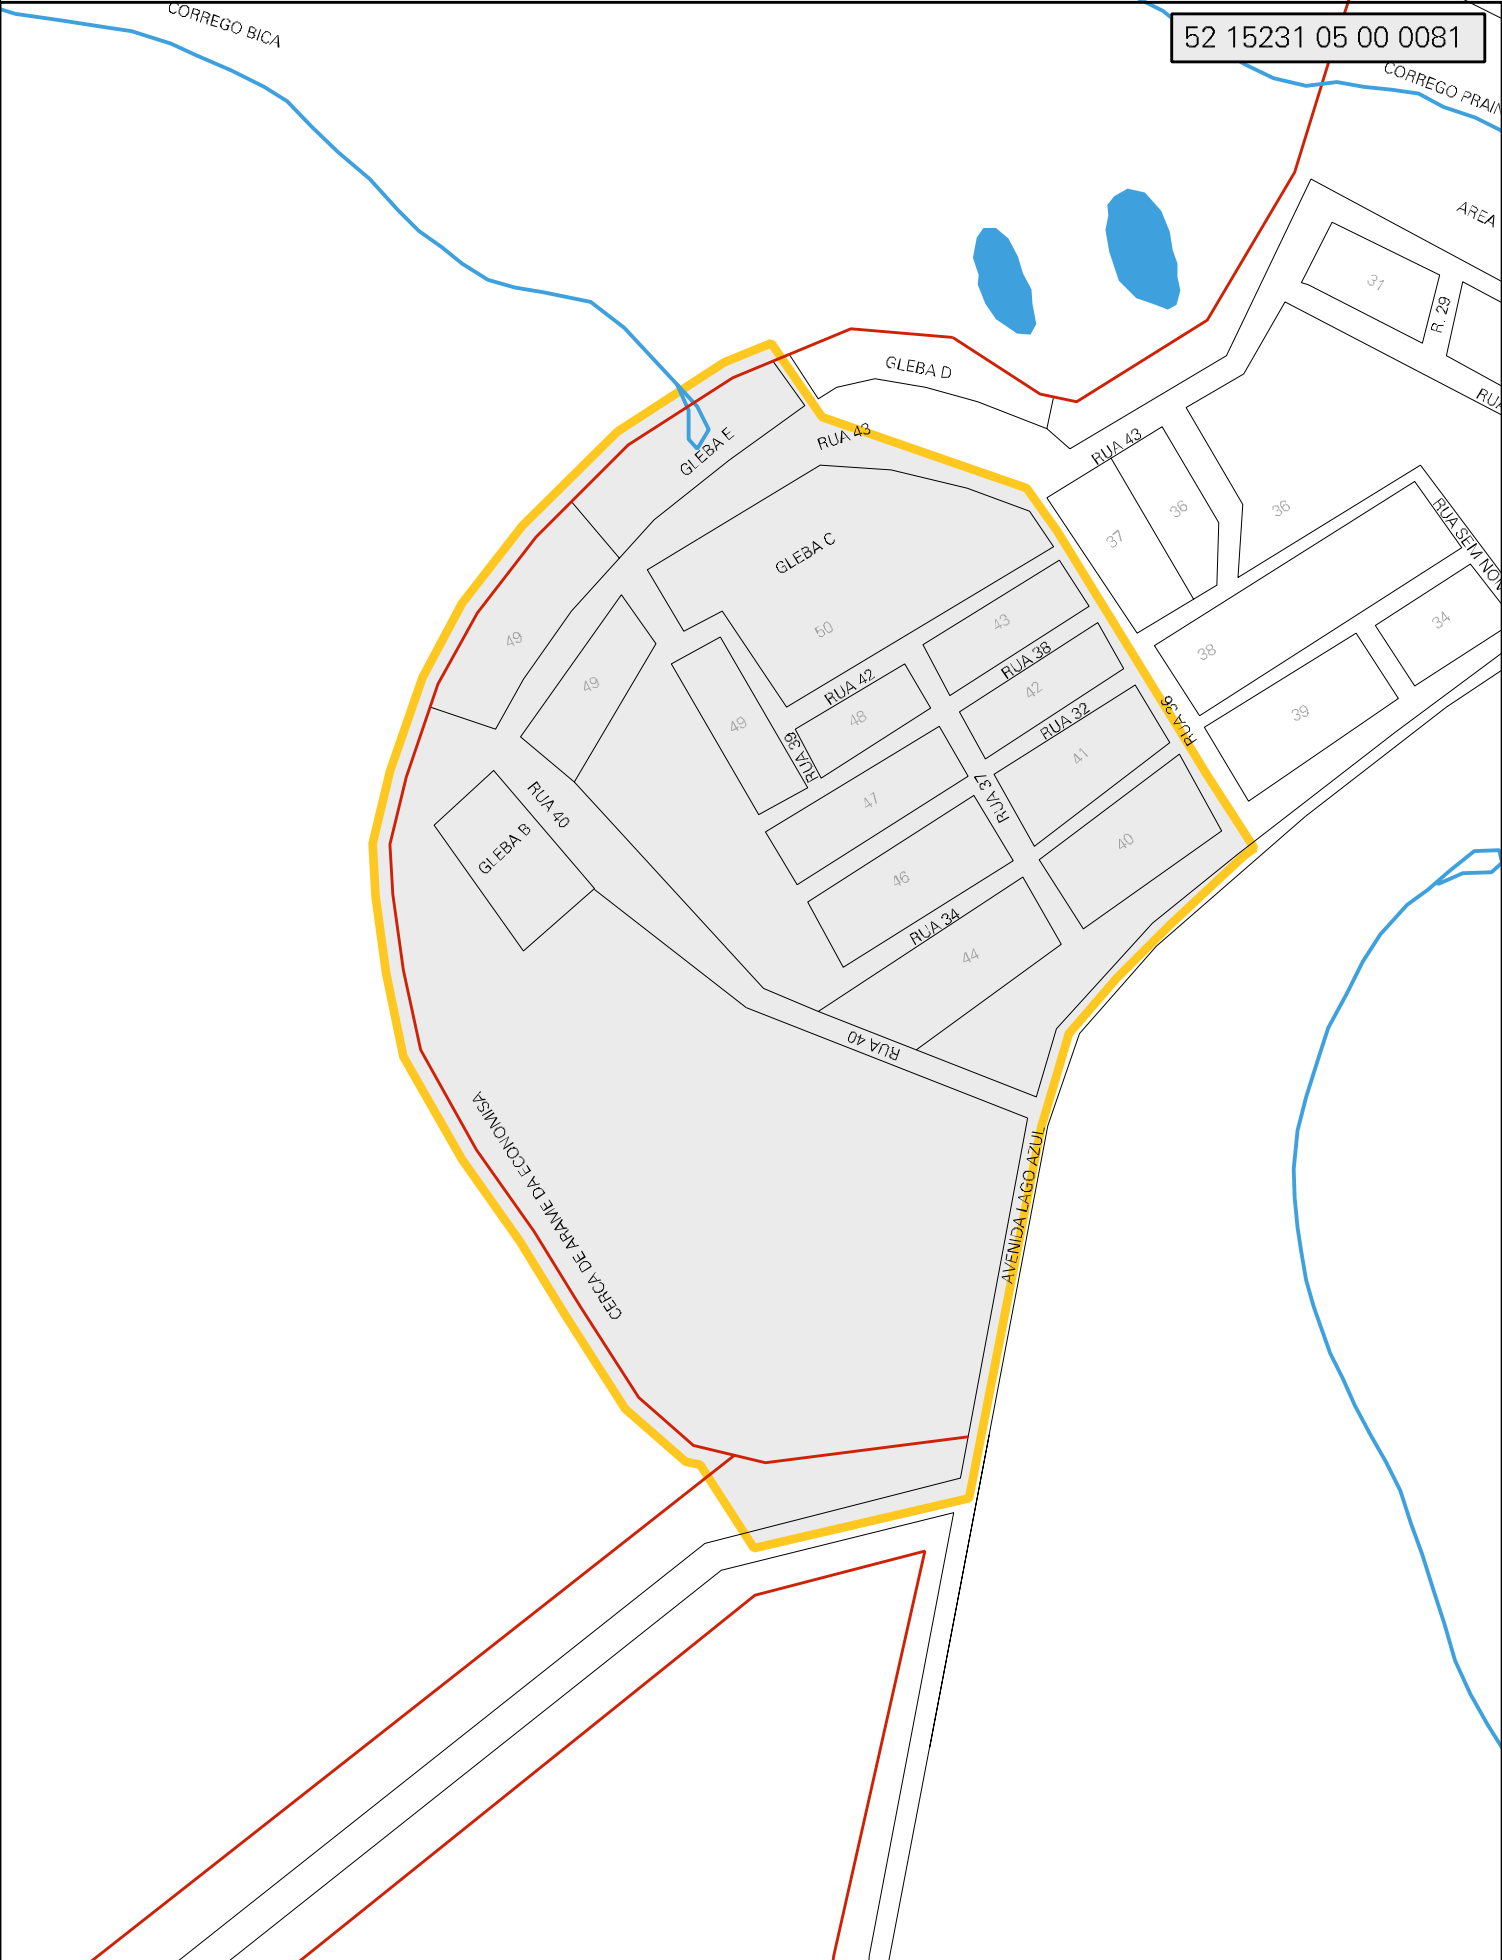 CORREGO BICA
52 15231 05 00 0081
CORREGO PRAIN
AREA
31
R. 29
GLEBA D
RUA
RUA 43
RUA 43
GLEBA E
36
36
37
RUA SEM NOM
GLEBA C
50
43
34
49
49
RUA 38
38
RUA 42
42
48
49
RUA 32
RUA 36
39
RUA 39
41
RUA 37
47
RUA 40
GLEBA B
40
46
RUA 34
44
RUA 40
CERCA DE ARAME DA ECONOMISA
AVENIDA LAGO AZUL